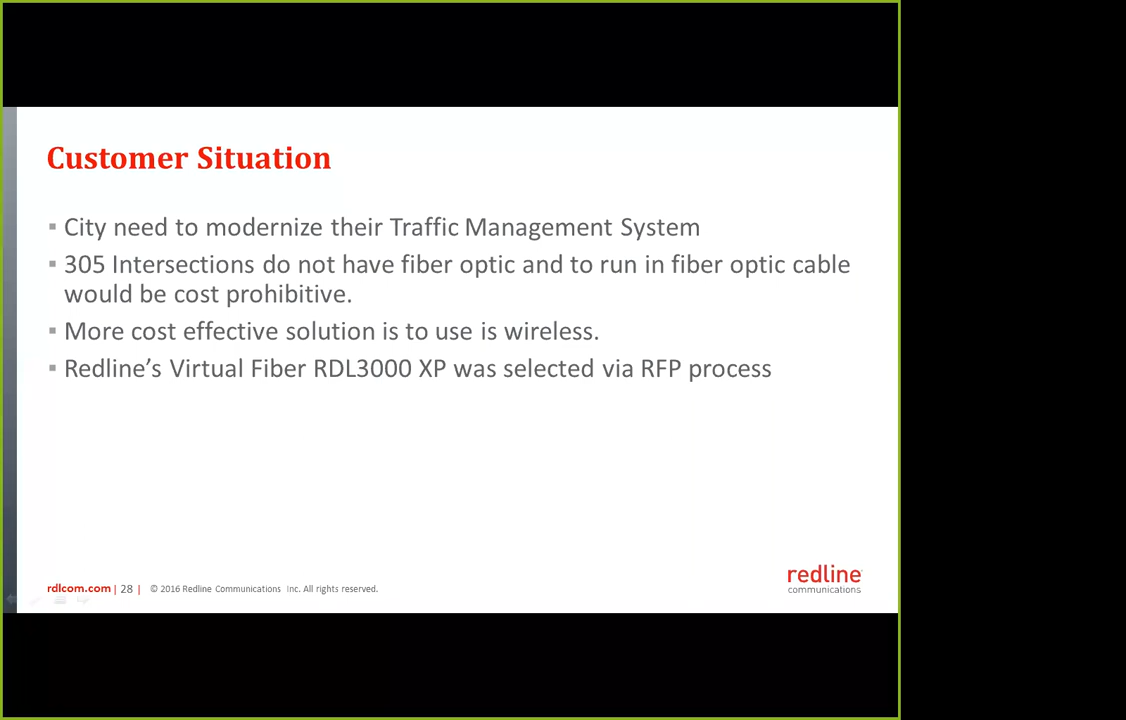 Customer Situation
▪ City need to modernize their Traffic Management System
▪ 305 Intersections do not have fiber optic and to run in fiber optic cable
would be cost prohibitive.
▪ More cost effective solution is to use is wireless.
▪ Redline’s Virtual Fiber RDL3000 XP was selected via RFP process
rdlcom.com | 28 | © 2016 Redline Communications Inc. All rights reserved.
redline
communications